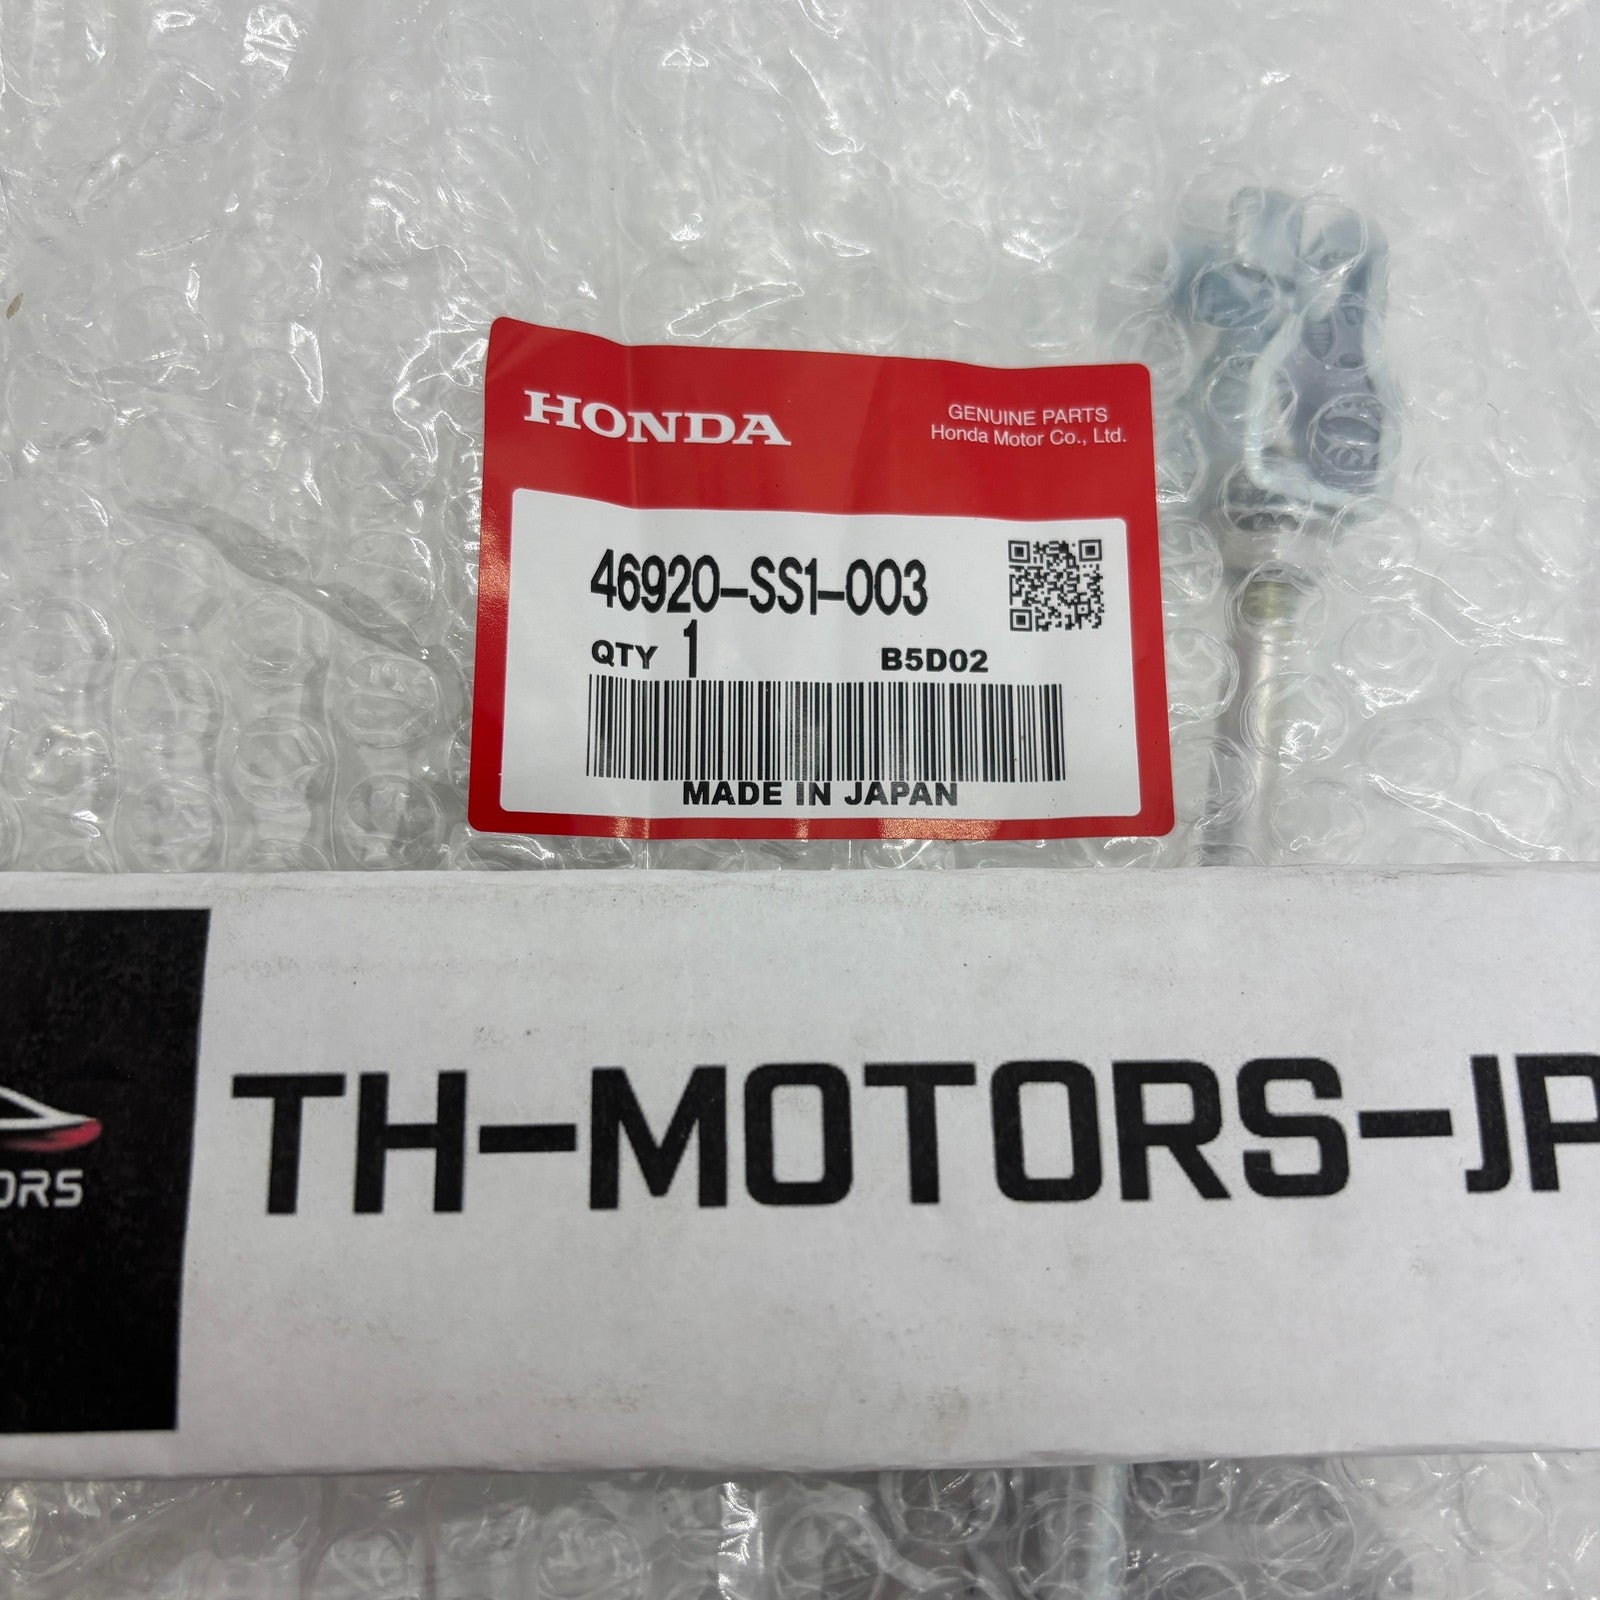 HONDA
GENUINE PARTS
Honda Motor Co., Ltd.
46920-SS1-003
QTY 1 B5D02
MADE IN JAPAN
TH-MOTORS-JP
ORS